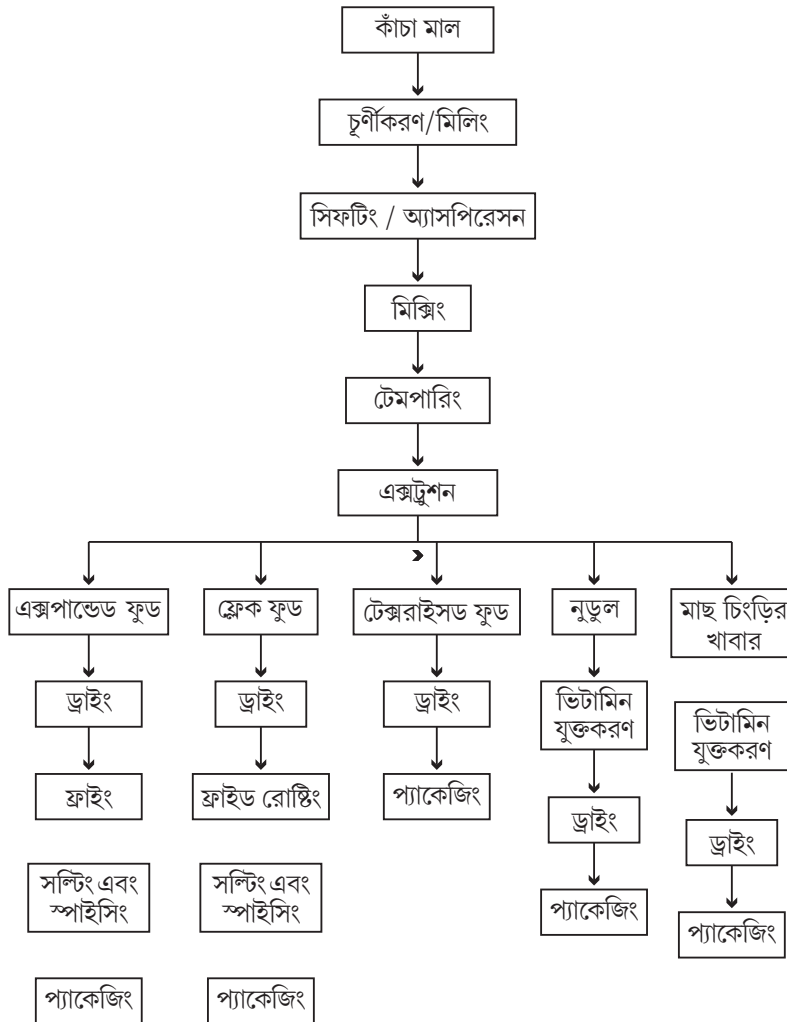 কাঁচা মাল
চূর্ণীকরণ/মিলিং
সিফটিং / অ্যাসপিরেসন
মিক্সিং
টেমপারিং
এক্সট্রুশন
এক্সপান্ডেড ফুড
ড্রাইং
ফ্রাইং
সল্টিং এবং
স্পাইসিং
প্যাকেজিং
ফ্লেক ফুড
ড্রাইং
ফ্রাইড রোষ্টিং
সল্টিং এবং
স্পাইসিং
প্যাকেজিং
টেক্সরাইসড ফুড
ড্রাইং
প্যাকেজিং
নুডুল
ভিটামিন
যুক্তকরণ
ড্রাইং
প্যাকেজিং
মাছ চিংড়ির
খাবার
ভিটামিন
যুক্তকরণ
ড্রাইং
প্যাকেজিং